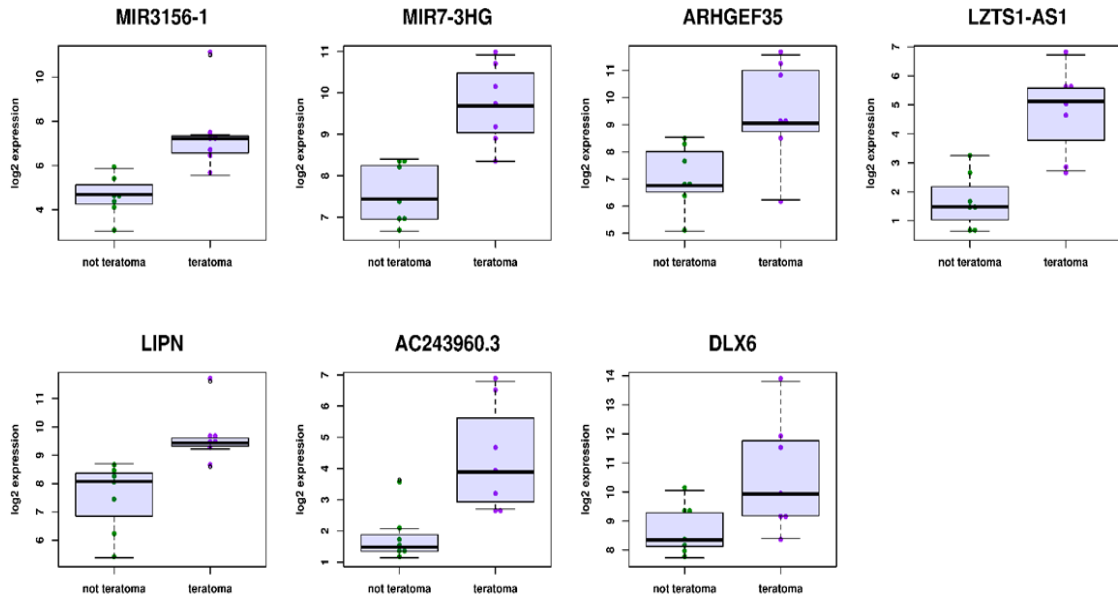 MIR3156-1
MIR7-3HG
ARHGEF35
LZTS1-AS1
log2 expression
10
8
6
4
not teratoma
teratoma
log2 expression
11
10
9
8
7
not teratoma
teratoma
log2 expression
11
10
9
8
7
6
5
not teratoma
teratoma
log2 expression
7
6
5
4
3
2
1
not teratoma
teratoma
LIPN
AC243960.3
DLX6
log2 expression
11
10
9
8
7
6
not teratoma
teratoma
log2 expression
7
6
5
4
3
2
1
not teratoma
teratoma
log2 expression
14
13
12
11
10
9
8
not teratoma
teratoma